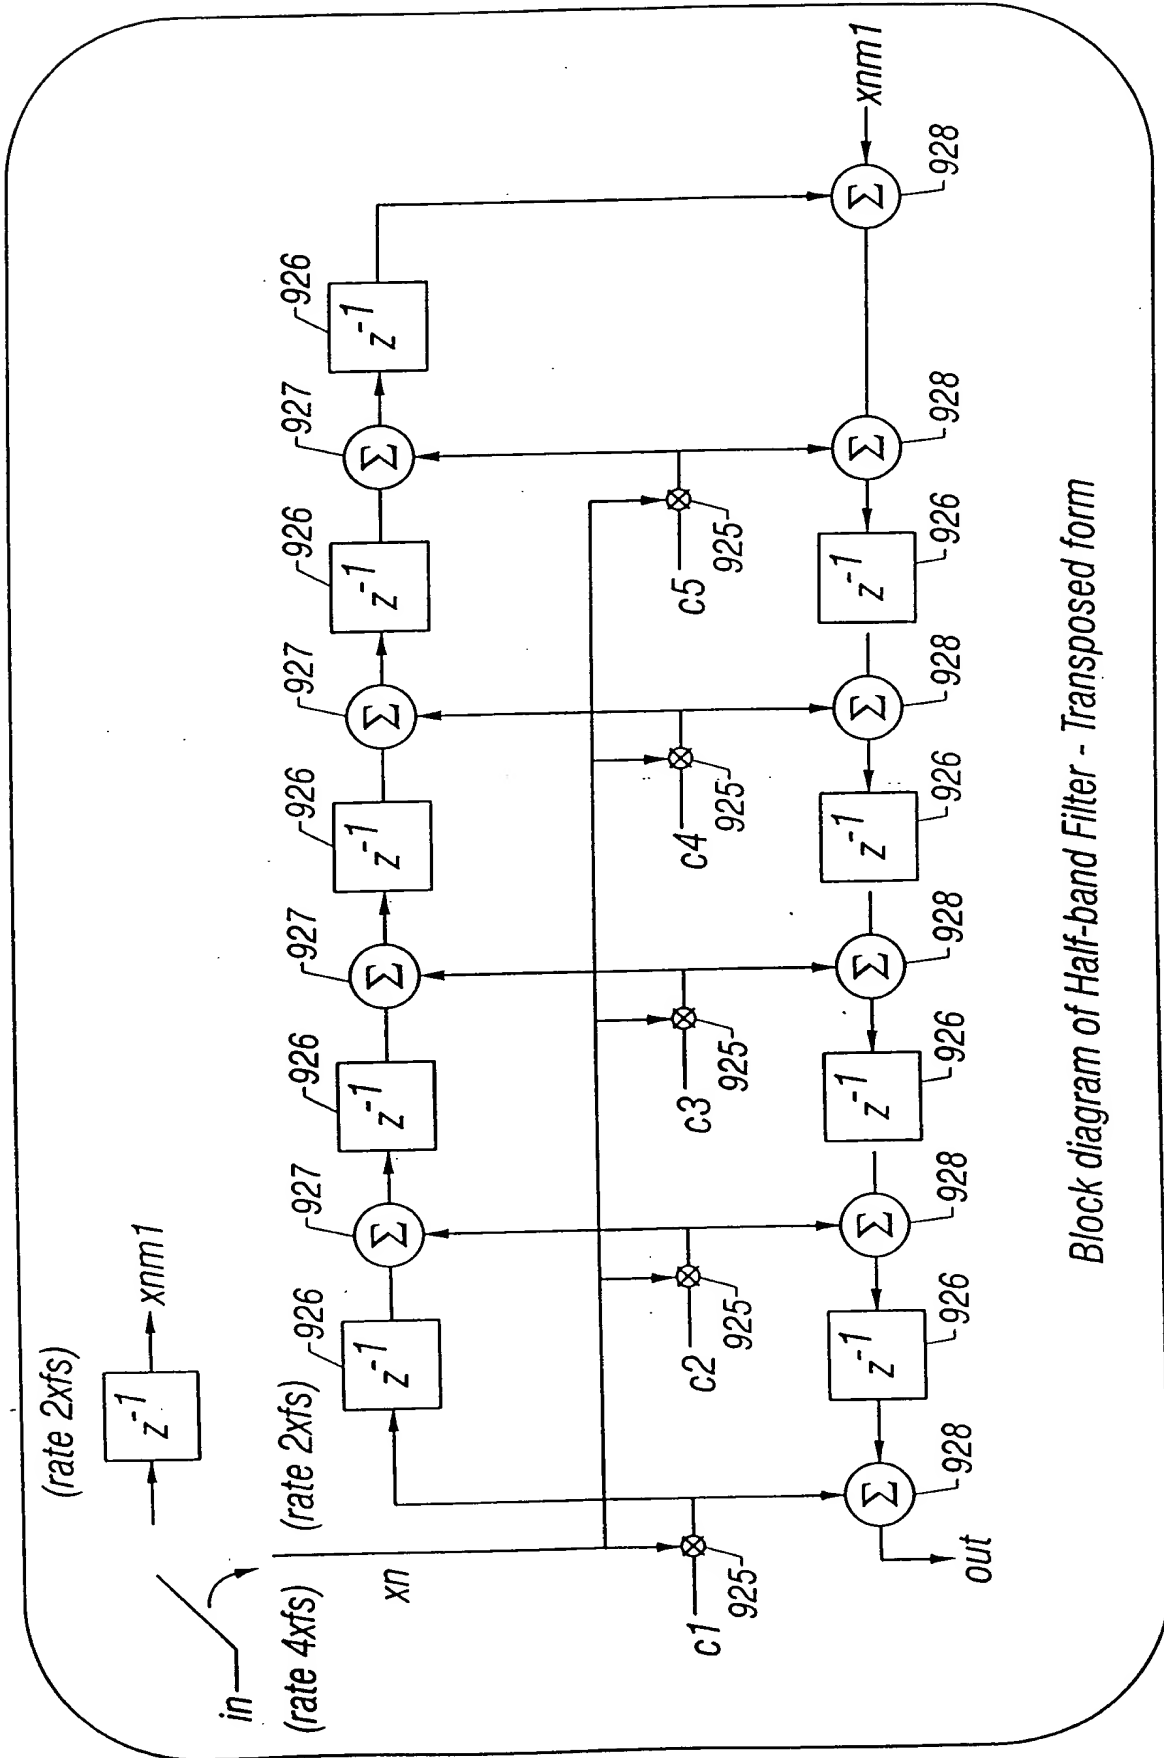 (rate 2xfs)
z-1
xnm1
in
(rate 4xfs)
(rate 2xfs)
xn
926
927
926
927
926
927
926
927
926
z-1
z-1
z-1
z-1
z-1
Σ
Σ
Σ
Σ
c1
c2
c3
c4
c5
925
925
925
925
925
out
Σ
Σ
Σ
Σ
Σ
Σ
xnm1
z-1
z-1
z-1
z-1
928
926
928
926
928
926
928
926
928
928
Block diagram of Half-band Filter - Transposed form